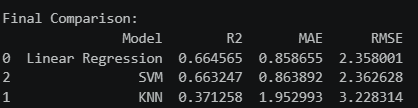 Final Comparison:
Model R2 MAE RMSE
0 Linear Regression 0.664565 0.858655 2.358001
2 SVM 0.663247 0.863892 2.362628
1 KNN 0.371258 1.952993 3.228314